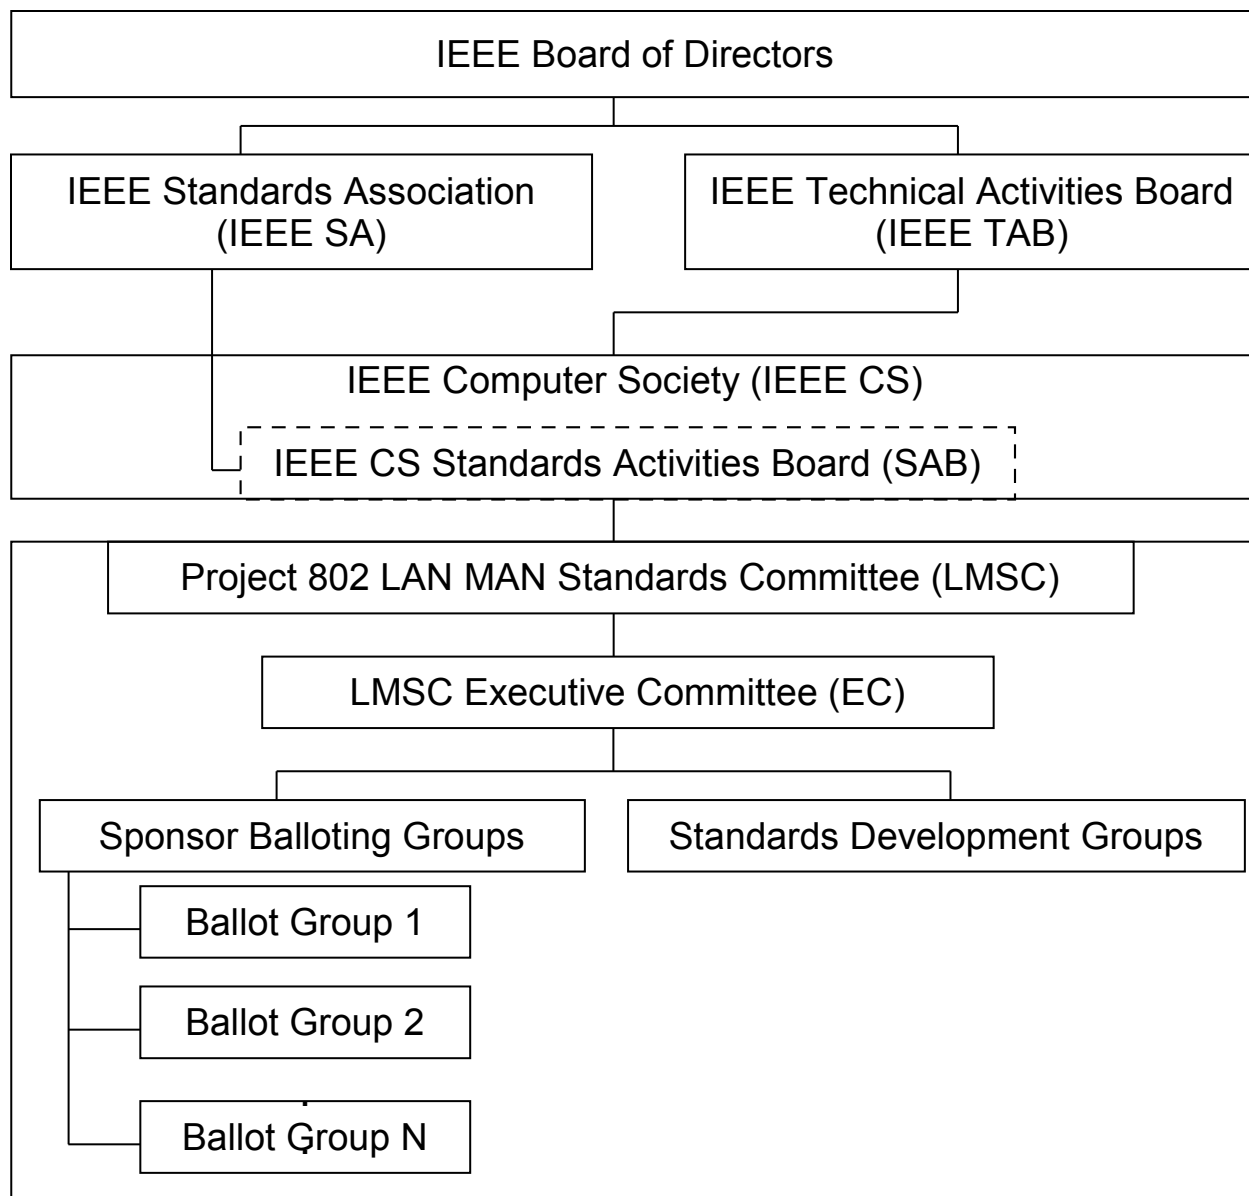 IEEE Board of Directors
IEEE Standards Association
(IEEE SA)
IEEE Technical Activities Board
(IEEE TAB)
IEEE Computer Society (IEEE CS)
IEEE CS Standards Activities Board (SAB)
Project 802 LAN MAN Standards Committee (LMSC)
LMSC Executive Committee (EC)
Sponsor Balloting Groups
Standards Development Groups
Ballot Group 1
Ballot Group 2
Ballot Group N